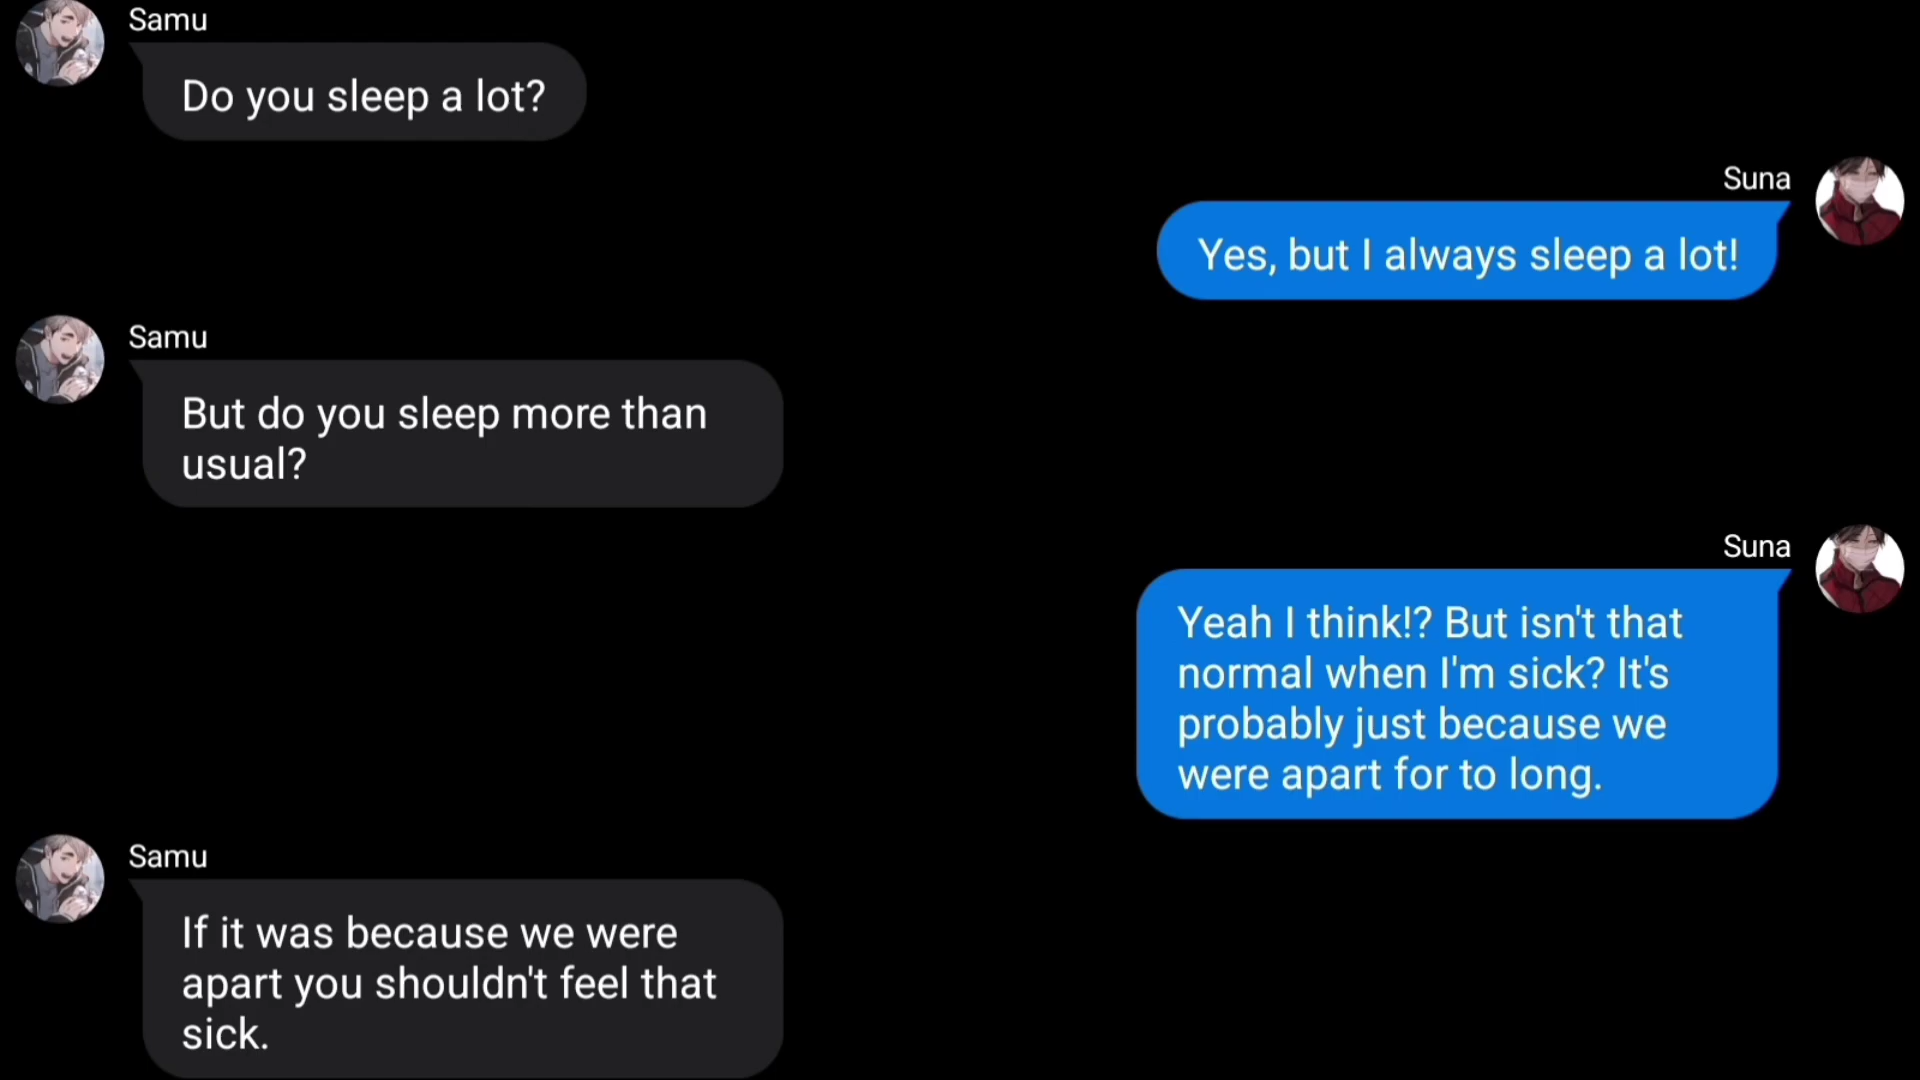 Samu
Do you sleep a lot?
Suna
Yes, but I always sleep a lot!
Samu
But do you sleep more than
usual?
Suna
Yeah I think!? But isn't that
normal when I'm sick? It's
probably just because we
were apart for to long.
Samu
If it was because we were
apart you shouldn't feel that
sick.